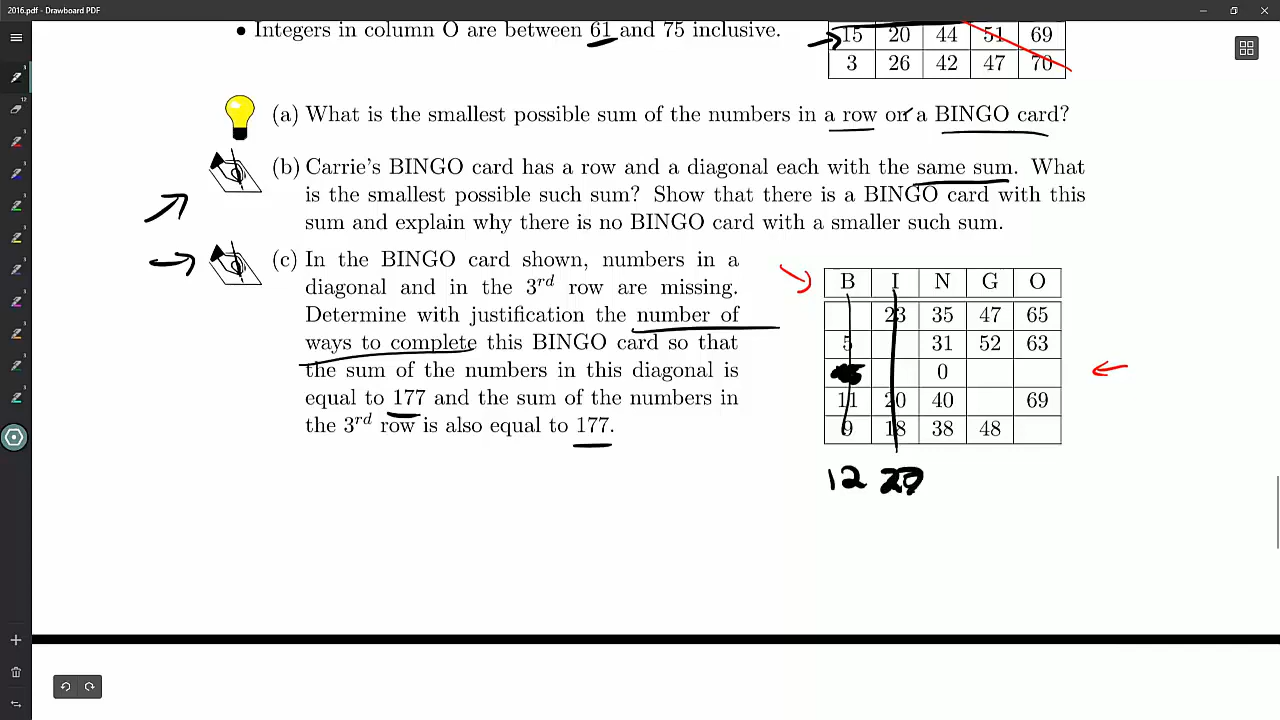 2016.pdf - Drawboard PDF
• Integers in column O are between 61 and 75 inclusive.
15 20 44 51 69
3 26 42 47 70
(a) What is the smallest possible sum of the numbers in a row on a BINGO card?
(b) Carrie's BINGO card has a row and a diagonal each with the same sum. What
is the smallest possible such sum? Show that there is a BINGO card with this
sum and explain why there is no BINGO card with a smaller such sum.
(c) In the BINGO card shown, numbers in a
diagonal and in the 3rd row are missing.
Determine with justification the number of
ways to complete this BINGO card so that
the sum of the numbers in this diagonal is
equal to 177 and the sum of the numbers in
the 3rd row is also equal to 177.
B I N G O
23 35 47 65
5 31 52 63
0
11 20 40 69
9 18 38 48
12